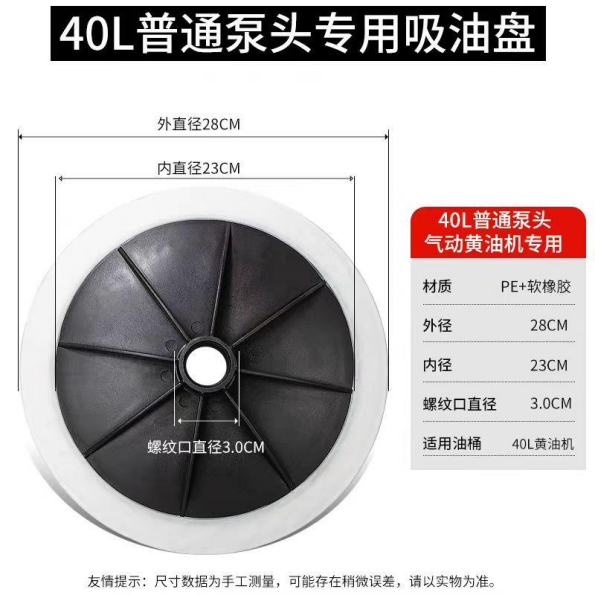 40L普通泵头专用吸油盘
外直径28CM
内直径23CM
螺纹口直径3.0CM
40L普通泵头
气动黄油机专用
材质 PE+软橡胶
外径 28CM
内径 23CM
螺纹口直径 3.0CM
适用油桶 40L黄油机
友情提示：尺寸数据为手工测量，可能存在稍微误差，请以实物为准。